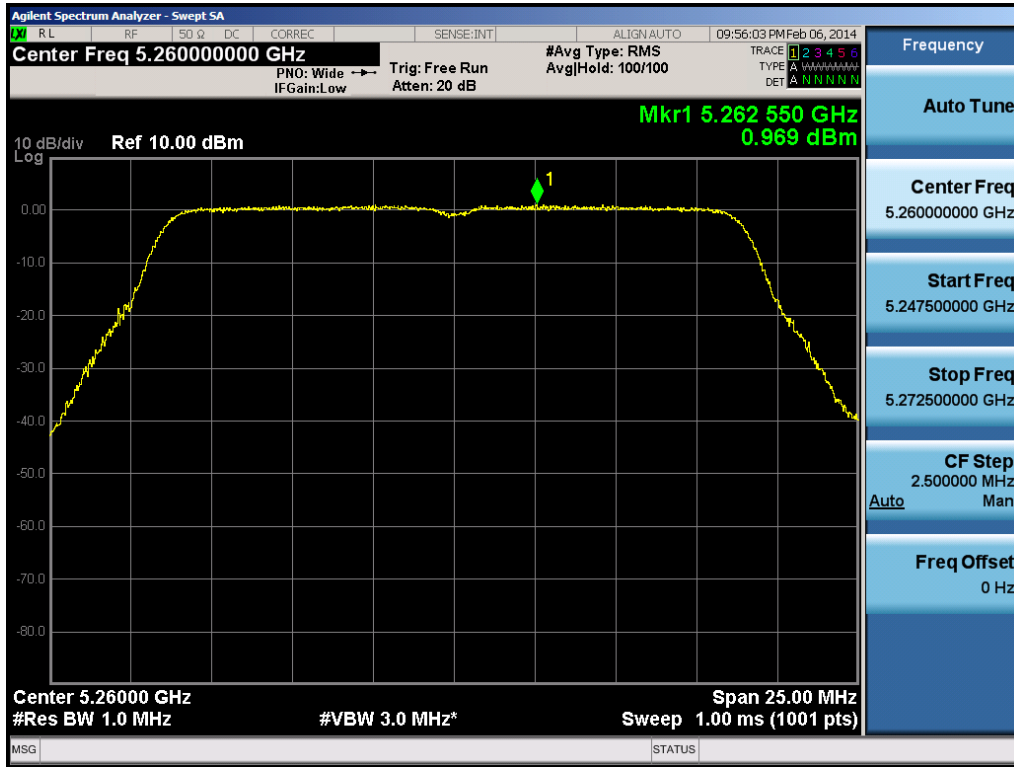 Agilent Spectrum Analyzer - Swept SA
LXI RL RF 50 Ω DC CORREC SENSE:INT ALIGN AUTO 09:56:03 PM Feb 06, 2014
Center Freq 5.260000000 GHz
PNO: Wide
IFGain:Low
Trig: Free Run
Atten: 20 dB
#Avg Type: RMS
Avg|Hold: 100/100
TRACE 1 2 3 4 5 6
TYPE A WWWWW
DET A N N N N N
Mkr1 5.262 550 GHz
0.969 dBm
10 dB/div Ref 10.00 dBm
Log
1
0.00
-10.0
-20.0
-30.0
-40.0
-50.0
-60.0
-70.0
-80.0
Center 5.26000 GHz Span 25.00 MHz
#Res BW 1.0 MHz #VBW 3.0 MHz* Sweep 1.00 ms (1001 pts)
MSG STATUS
Frequency
Auto Tune
Center Freq
5.260000000 GHz
Start Freq
5.247500000 GHz
Stop Freq
5.272500000 GHz
CF Step
2.500000 MHz
Auto Man
Freq Offset
0 Hz